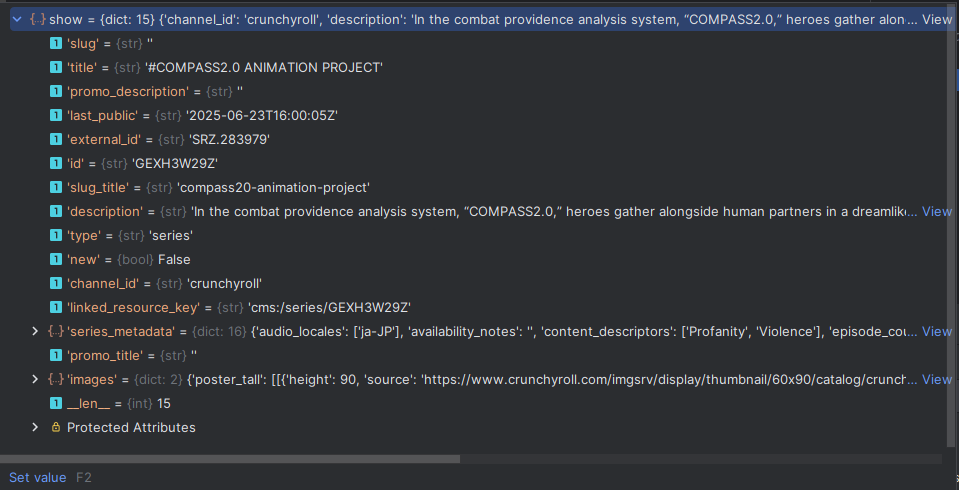 show = {dict: 15} {'channel_id': 'crunchyroll', 'description': 'In the combat providence analysis system, “COMPASS2.0,” heroes gather alon... View
'slug' = {str} ''
'title' = {str} '#COMPASS2.0 ANIMATION PROJECT'
'promo_description' = {str} ''
'last_public' = {str} '2025-06-23T16:00:05Z'
'external_id' = {str} 'SRZ.283979'
'id' = {str} 'GEXH3W29Z'
'slug_title' = {str} 'compass20-animation-project'
'description' = {str} 'In the combat providence analysis system, “COMPASS2.0,” heroes gather alongside human partners in a dreamlik... View
'type' = {str} 'series'
'new' = {bool} False
'channel_id' = {str} 'crunchyroll'
'linked_resource_key' = {str} 'cms:/series/GEXH3W29Z'
'series_metadata' = {dict: 16} {'audio_locales': ['ja-JP'], 'availability_notes': '', 'content_descriptors': ['Profanity', 'Violence'], 'episode_cou... View
'promo_title' = {str} ''
'images' = {dict: 2} {'poster_tall': [[{'height': 90, 'source': 'https://www.crunchyroll.com/imgsrv/display/thumbnail/60x90/catalog/crunch... View
__len__ = {int} 15
Protected Attributes
Set value F2